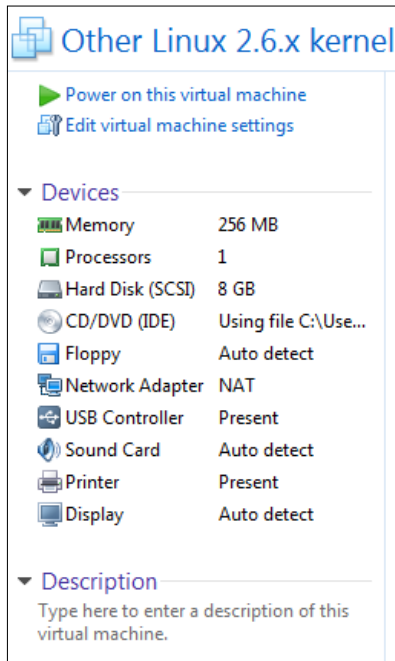 Other Linux 2.6.x kernel
Power on this virtual machine
Edit virtual machine settings
Devices
Memory 256 MB
Processors 1
Hard Disk (SCSI) 8 GB
CD/DVD (IDE) Using file C:\Use...
Floppy Auto detect
Network Adapter NAT
USB Controller Present
Sound Card Auto detect
Printer Present
Display Auto detect
Description
Type here to enter a description of this
virtual machine.